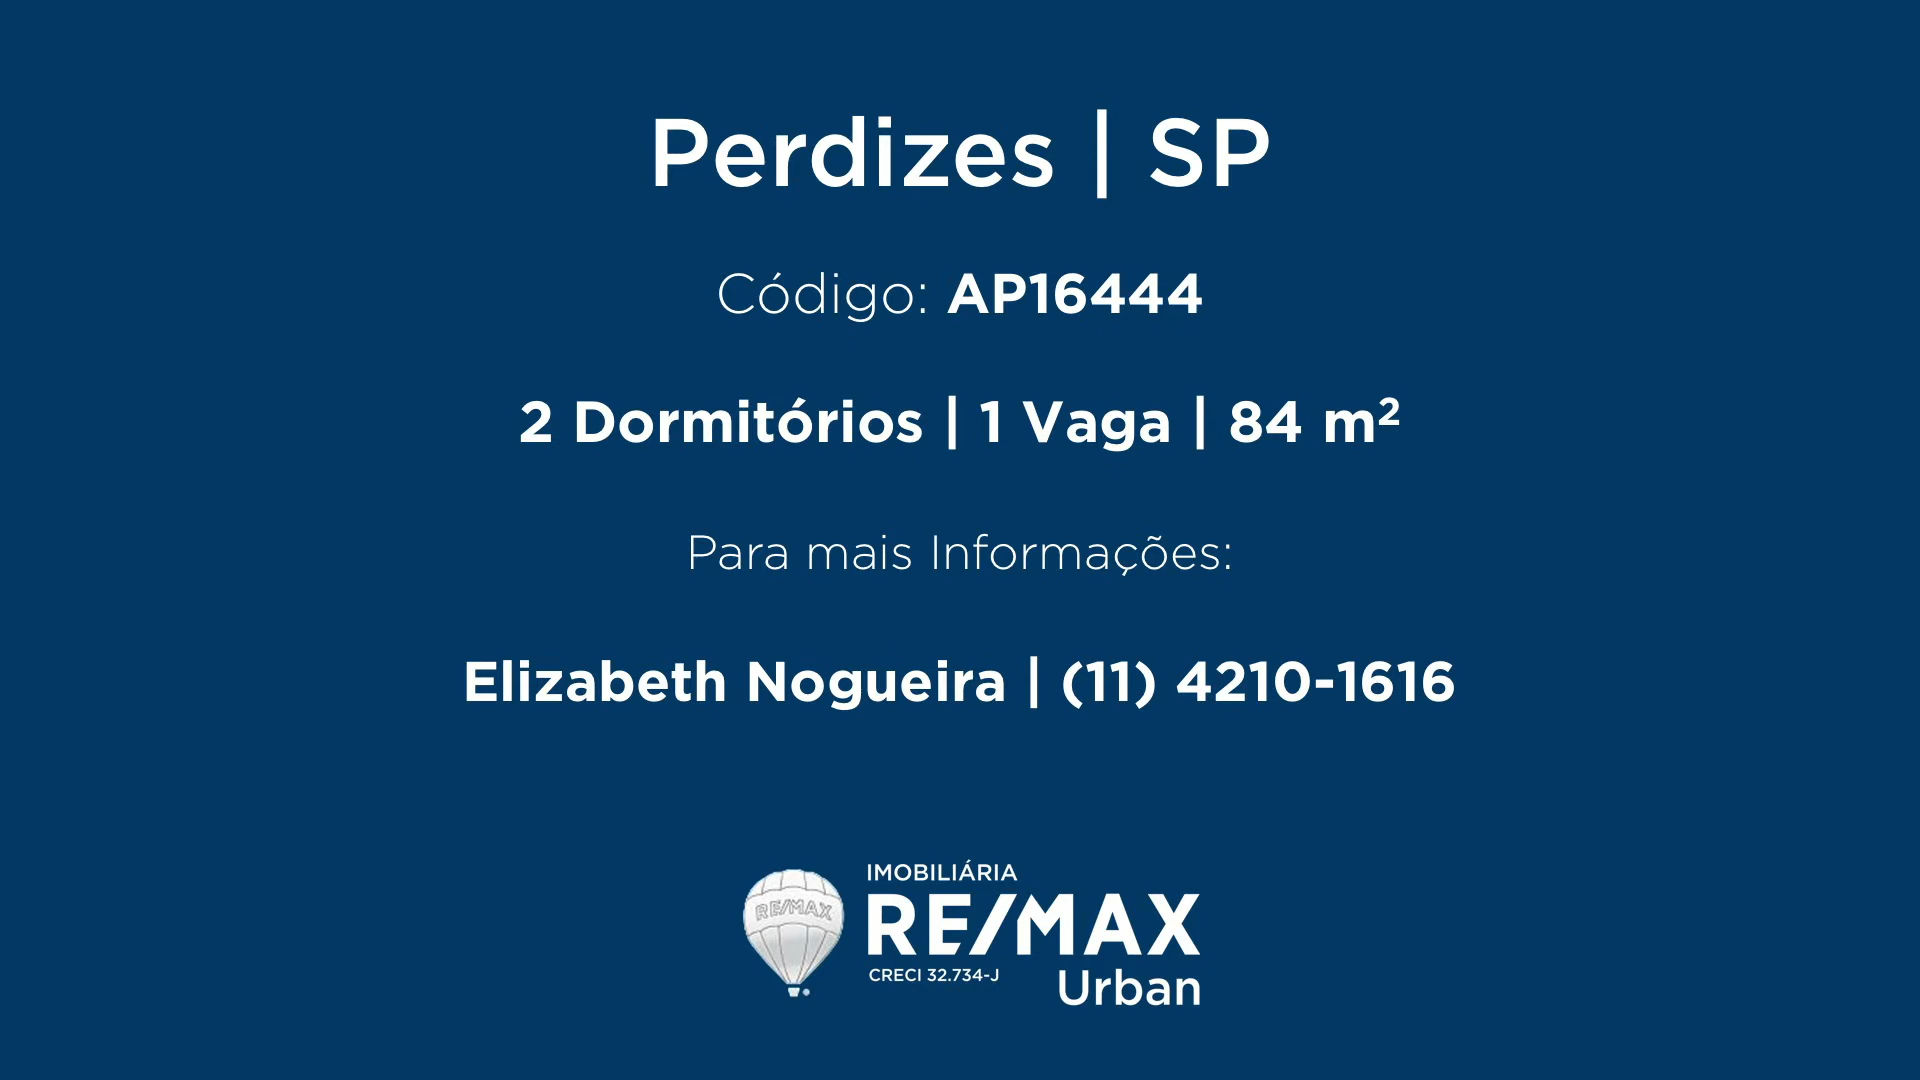 Perdizes | SP
Código: AP16444
2 Dormitórios | 1 Vaga | 84 m²
Para mais Informações:
Elizabeth Nogueira | (11) 4210-1616
IMOBILIÁRIA
RE/MAX
RE/MAX
CRECI 32.734-J
Urban